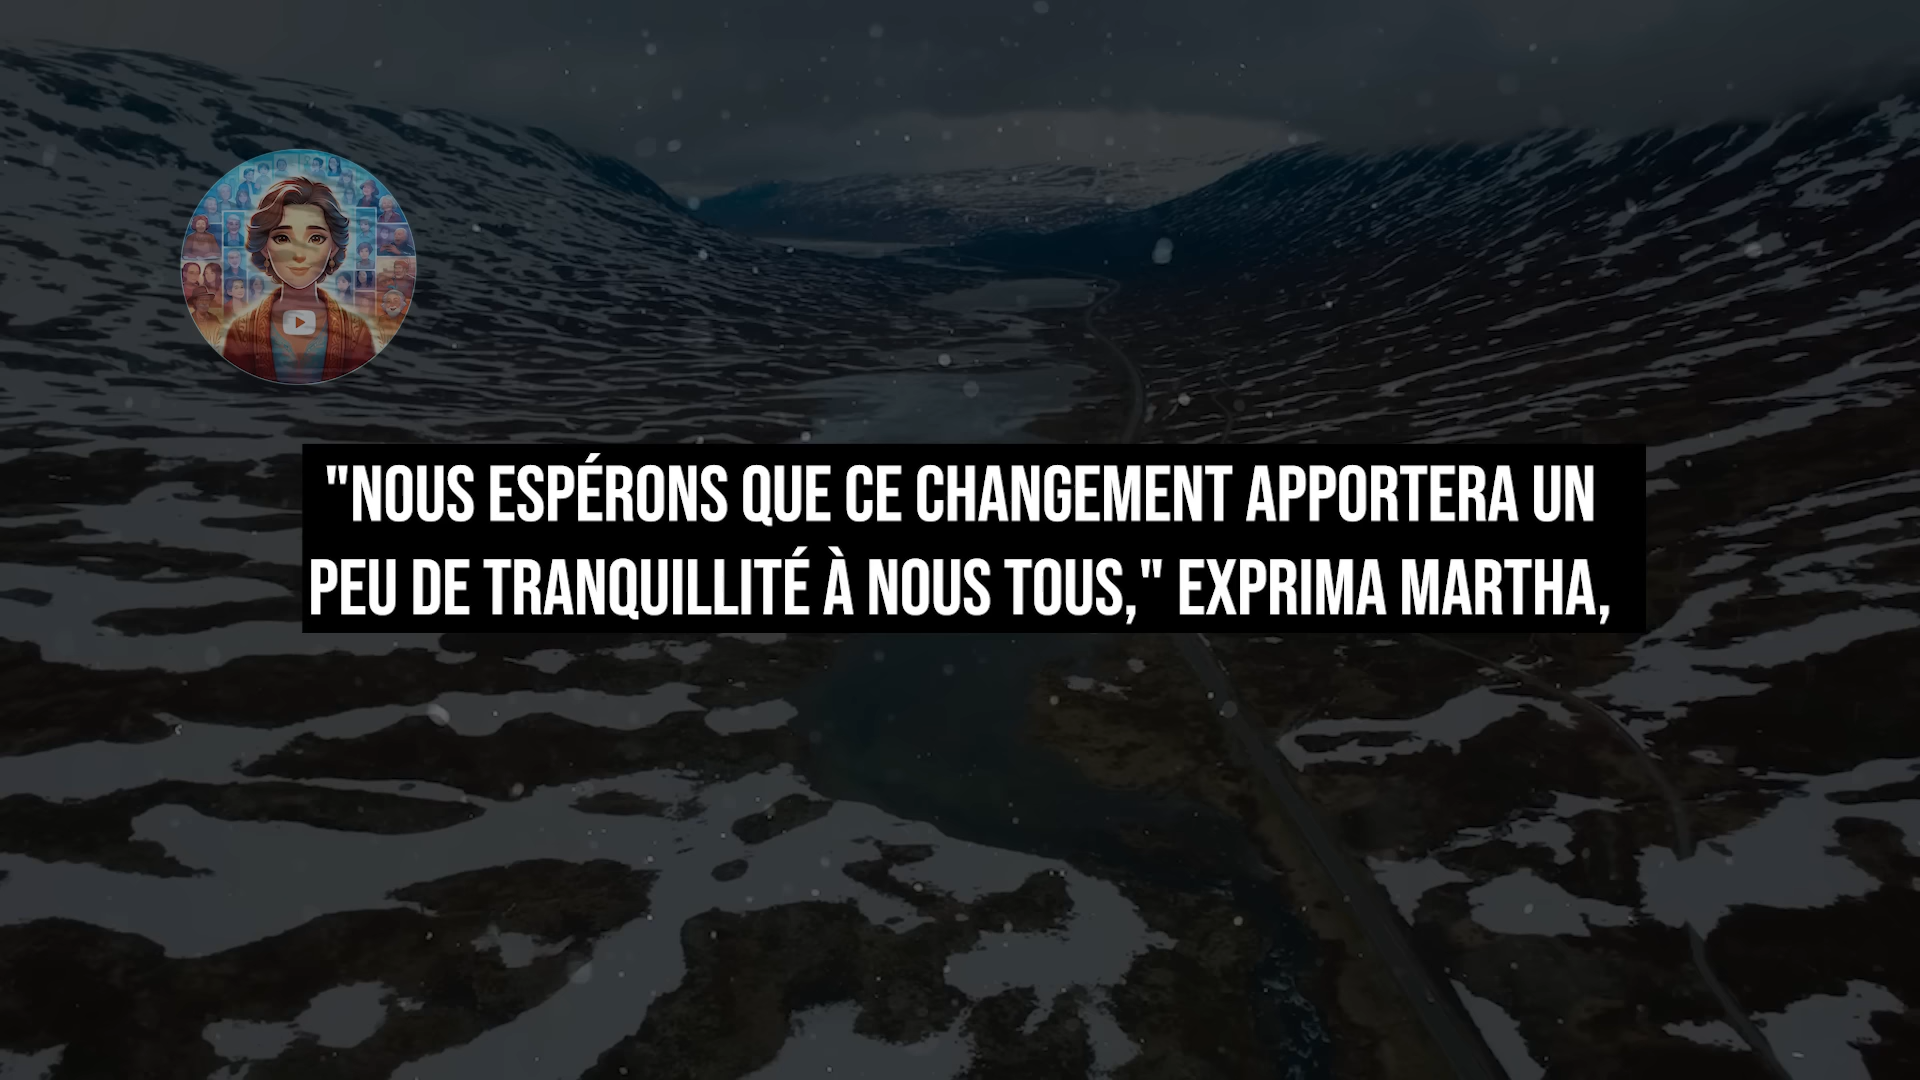 "NOUS ESPÉRONS QUE CE CHANGEMENT APPORTERA UN
PEU DE TRANQUILLITÉ À NOUS TOUS," EXPRIMA MARTHA,